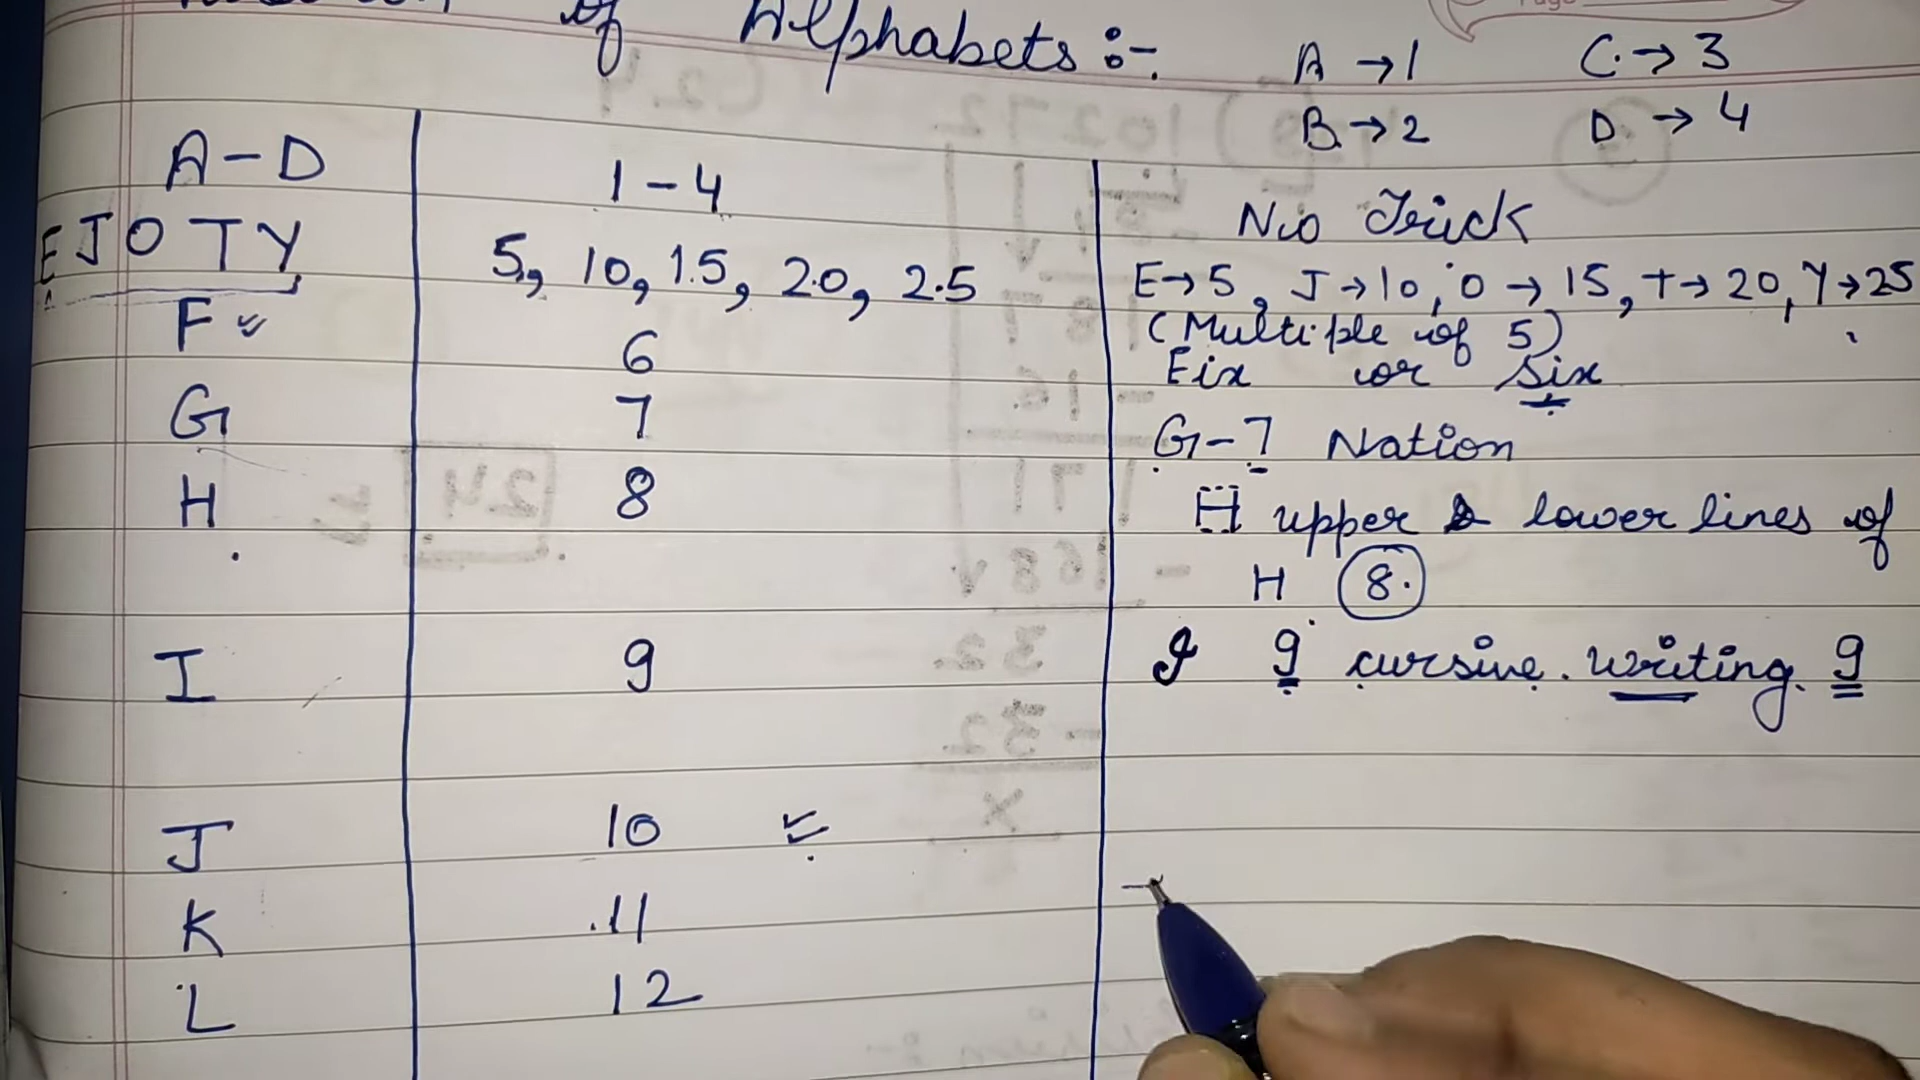 of Alphabets :-
A → 1 C → 3
B → 2 D → 4
A - D 1 - 4 No Trick
E J O T Y 5, 10, 15, 20, 25 E → 5, J → 10, O → 15, T → 20, Y → 25
(Multiple of 5)
F 6 Fix or Six
G 7 G - 7 Nation
H 8 H upper & lower lines of
H 8.
I 9 I 9 cursive writing 9
J 10
K 11
L 12